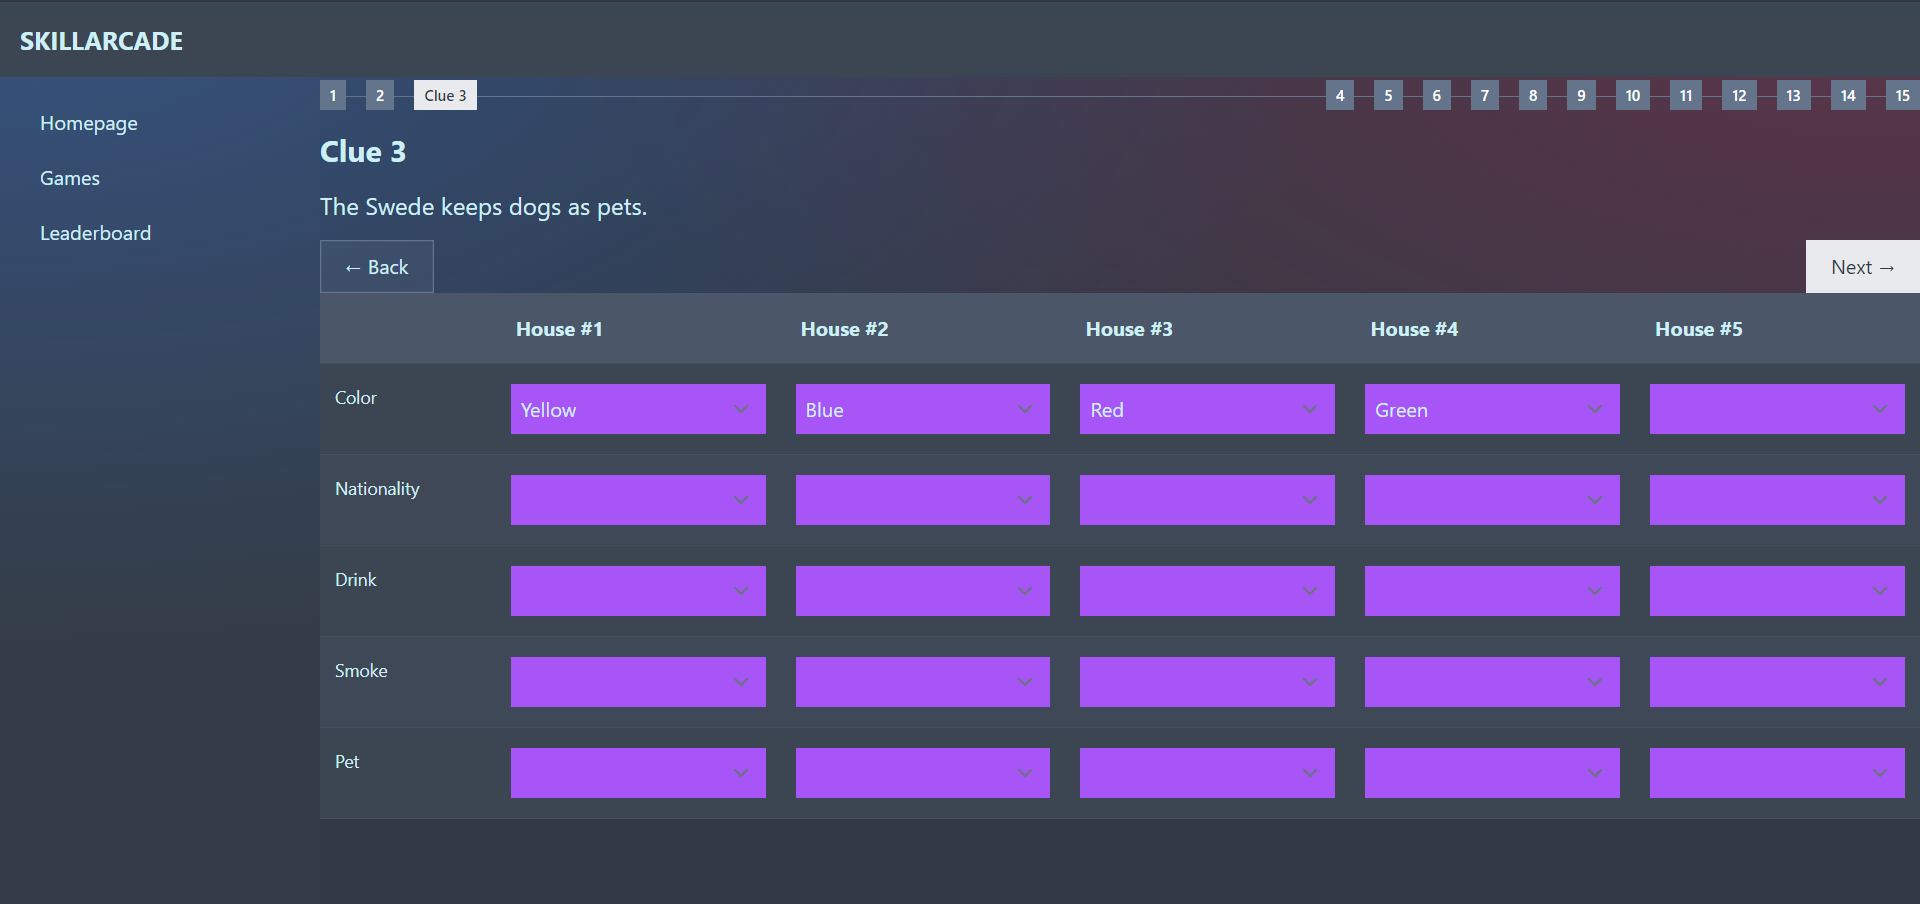 SKILLARCADE
Homepage
Games
Leaderboard
1 2 Clue 3 4 5 6 7 8 9 10 11 12 13 14 15
Clue 3
The Swede keeps dogs as pets.
← Back
Next →
House #1 House #2 House #3 House #4 House #5
Color Yellow Blue Red Green
Nationality
Drink
Smoke
Pet